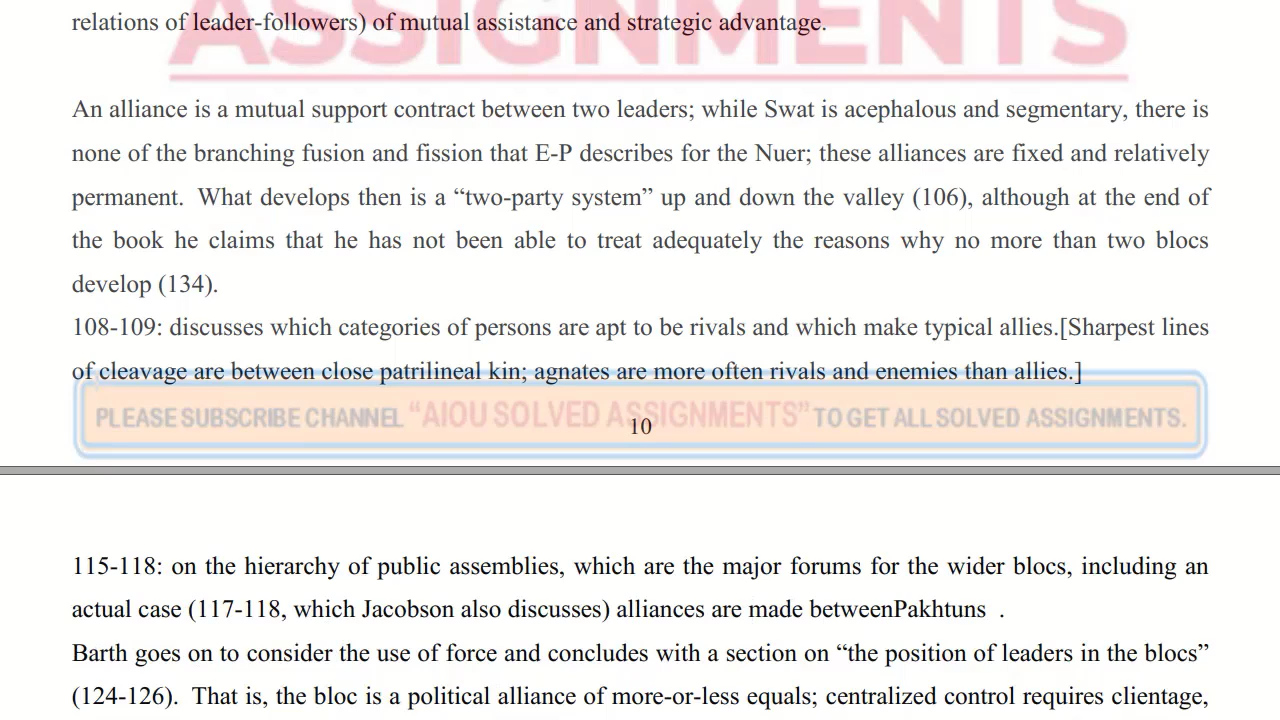 ASSIGNMENTS
relations of leader-followers) of mutual assistance and strategic advantage.
An alliance is a mutual support contract between two leaders; while Swat is acephalous and segmentary, there is
none of the branching fusion and fission that E-P describes for the Nuer; these alliances are fixed and relatively
permanent. What develops then is a “two-party system” up and down the valley (106), although at the end of
the book he claims that he has not been able to treat adequately the reasons why no more than two blocs
develop (134).
108-109: discusses which categories of persons are apt to be rivals and which make typical allies.[Sharpest lines
of cleavage are between close patrilineal kin; agnates are more often rivals and enemies than allies.]
PLEASE SUBSCRIBE CHANNEL “AIOU SOLVED ASSIGNMENTS” TO GET ALL SOLVED ASSIGNMENTS.
10
115-118: on the hierarchy of public assemblies, which are the major forums for the wider blocs, including an
actual case (117-118, which Jacobson also discusses) alliances are made betweenPakhtuns .
Barth goes on to consider the use of force and concludes with a section on “the position of leaders in the blocs”
(124-126). That is, the bloc is a political alliance of more-or-less equals; centralized control requires clientage,